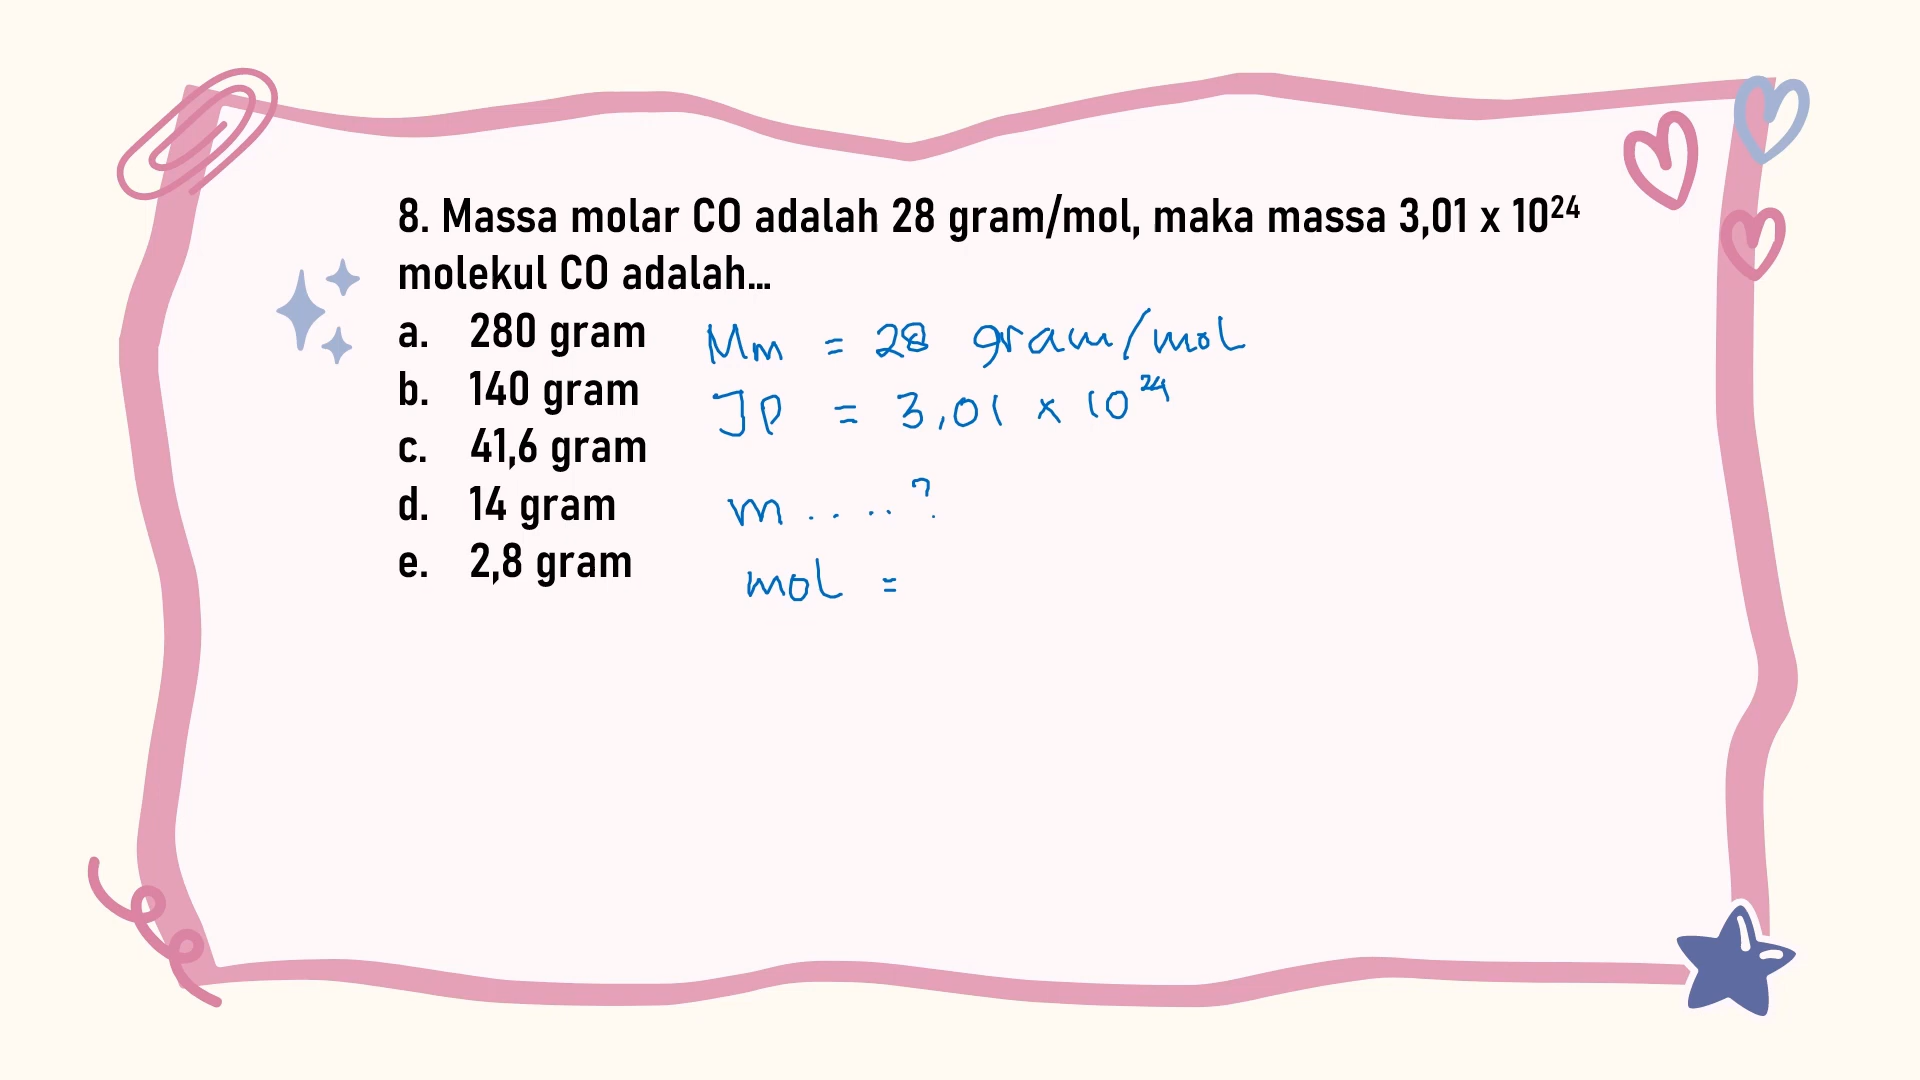 8. Massa molar CO adalah 28 gram/mol, maka massa 3,01 x 10²⁴
molekul CO adalah...
a. 280 gram
b. 140 gram
c. 41,6 gram
d. 14 gram
e. 2,8 gram
Mm = 28 gram/mol
JP = 3,01 x 10²⁴
m ....?
mol =